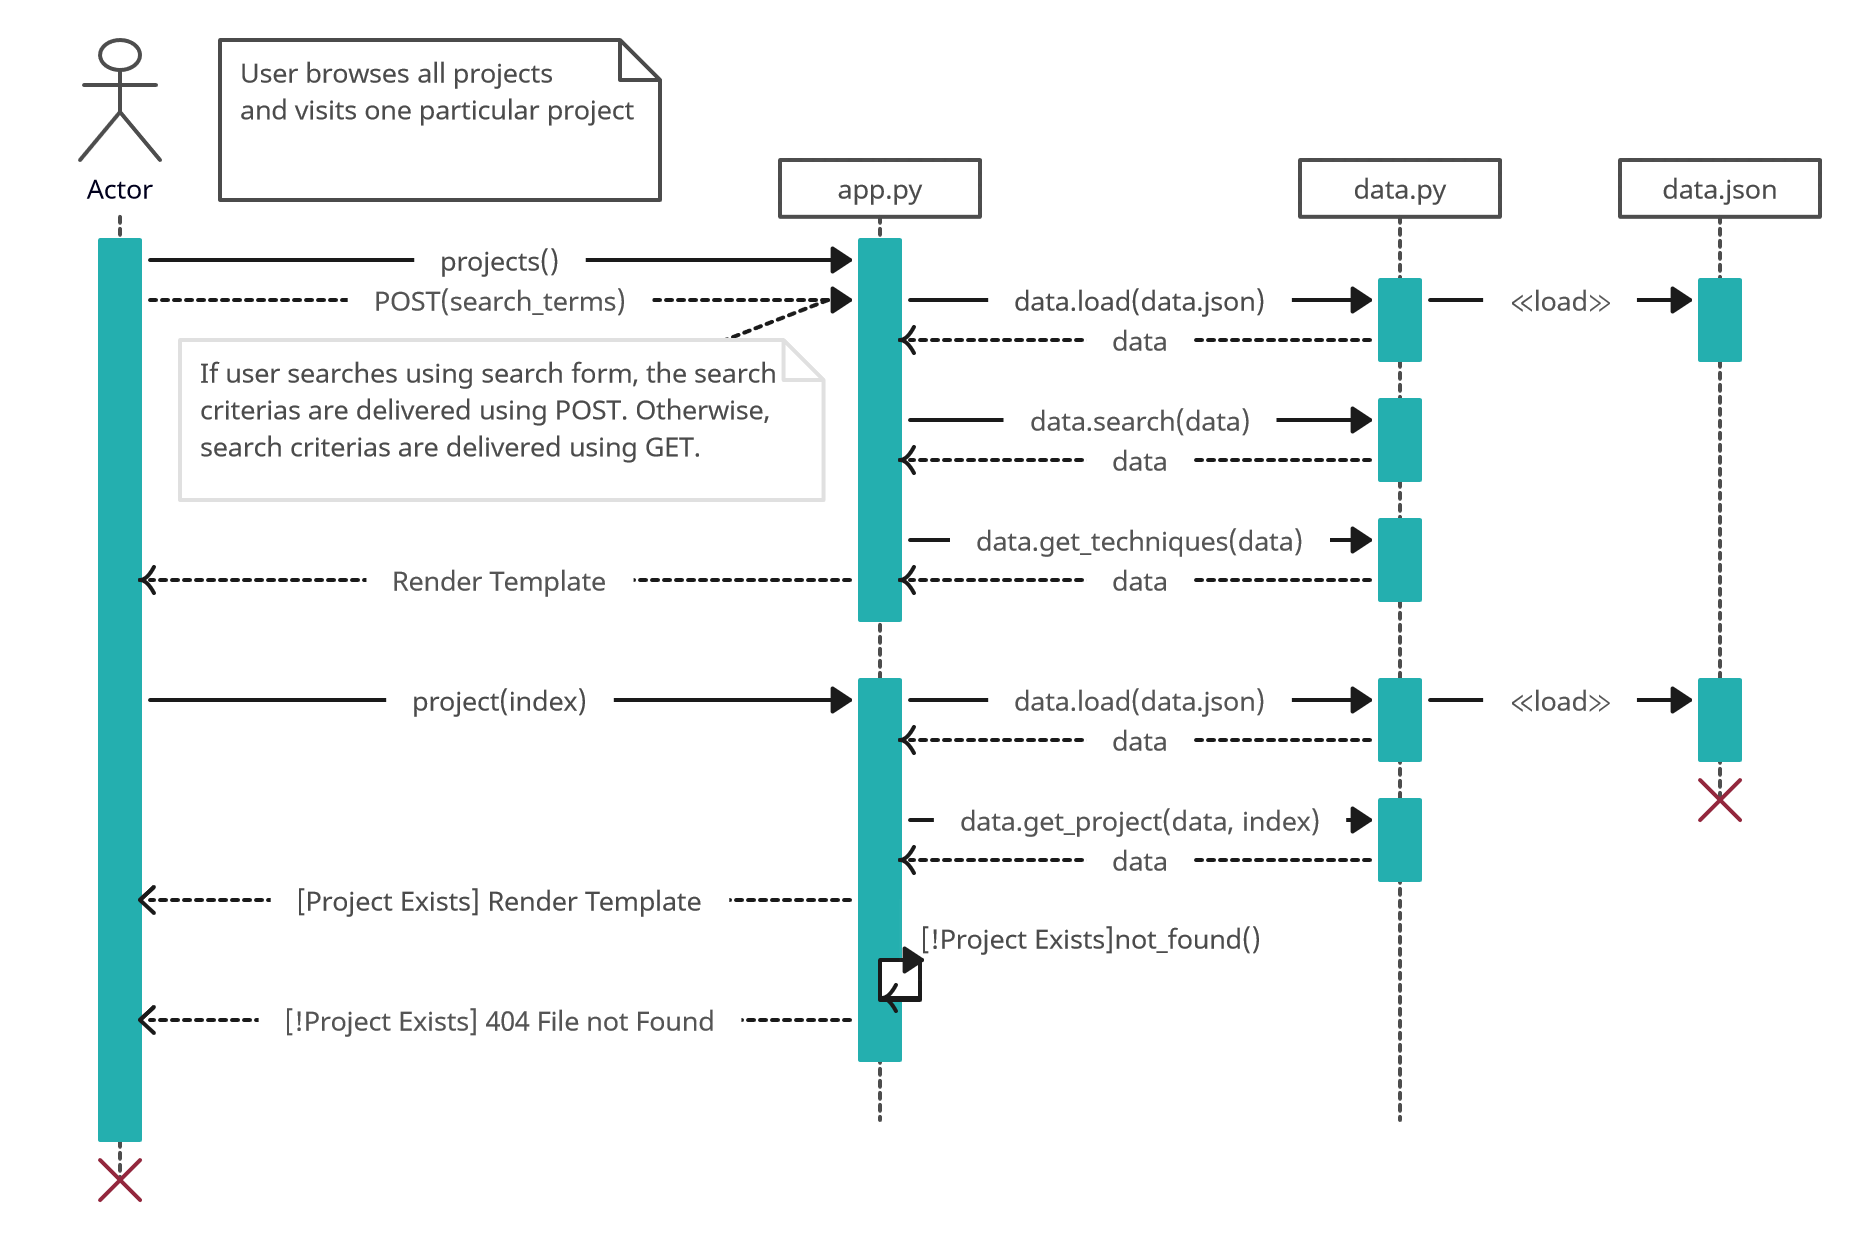 User browses all projects
and visits one particular project
Actor
app.py
data.py
data.json
projects()
POST(search_terms)
data.load(data.json)
≪load≫
data
If user searches using search form, the search
criterias are delivered using POST. Otherwise,
search criterias are delivered using GET.
data.search(data)
data
data.get_techniques(data)
Render Template
data
project(index)
data.load(data.json)
≪load≫
data
data.get_project(data, index)
data
[Project Exists] Render Template
[!Project Exists]not_found()
[!Project Exists] 404 File not Found